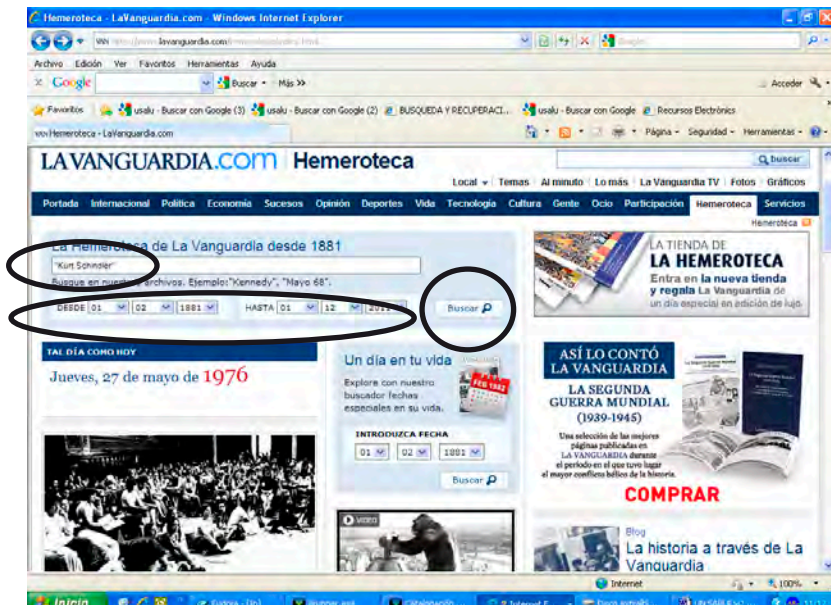 Hemeroteca - LaVanguardia.com - Windows Internet Explorer
lavanguardia.com
Archivo Edición Ver Favoritos Herramientas Ayuda
Google Buscar Más >> Acceder
Favoritos usalu - Buscar con Google (3) usalu - Buscar con Google (2) BUSQUEDA Y RECUPERACI... usalu - Buscar con Google Recursos Electrónics
Hemeroteca - LaVanguardia.com Página Seguridad Herramientas
LAVANGUARDIA.COM Hemeroteca buscar
Local Temas Al minuto Lo más La Vanguardia TV Fotos Gráficos
Portada Internacional Política Economía Sucesos Opinión Deportes Vida Tecnología Cultura Gente Ocio Participación Hemeroteca Servicios
Hemeroteca
La Hemeroteca de La Vanguardia desde 1881
"Kurt Schindler"
Busque en nuestros archivos. Ejemplo:"Kennedy", "Mayo 68".
DESDE 01 02 1881 HASTA 01 12 Buscar
LA TIENDA DE
LA HEMEROTECA
Entra en la nueva tienda
y regala La Vanguardia de
un día especial en edición de lujo.
TAL DÍA COMO HOY
Jueves, 27 de mayo de 1976
Un día en tu vida
Explore con nuestro
buscador fechas
especiales en su vida.
FEB 1982
INTRODUZCA FECHA
01 02 1881
Buscar
ASÍ LO CONTÓ
LA VANGUARDIA
LA SEGUNDA
GUERRA MUNDIAL
(1939-1945)
Una selección de las mejores
páginas publicadas en
LA VANGUARDIA durante
el período en el que tuvo lugar
el mayor conflicto bélico de la historia.
COMPRAR
VIDEO
Blog
La historia a través de La
Vanguardia
Internet 100%
Inicio